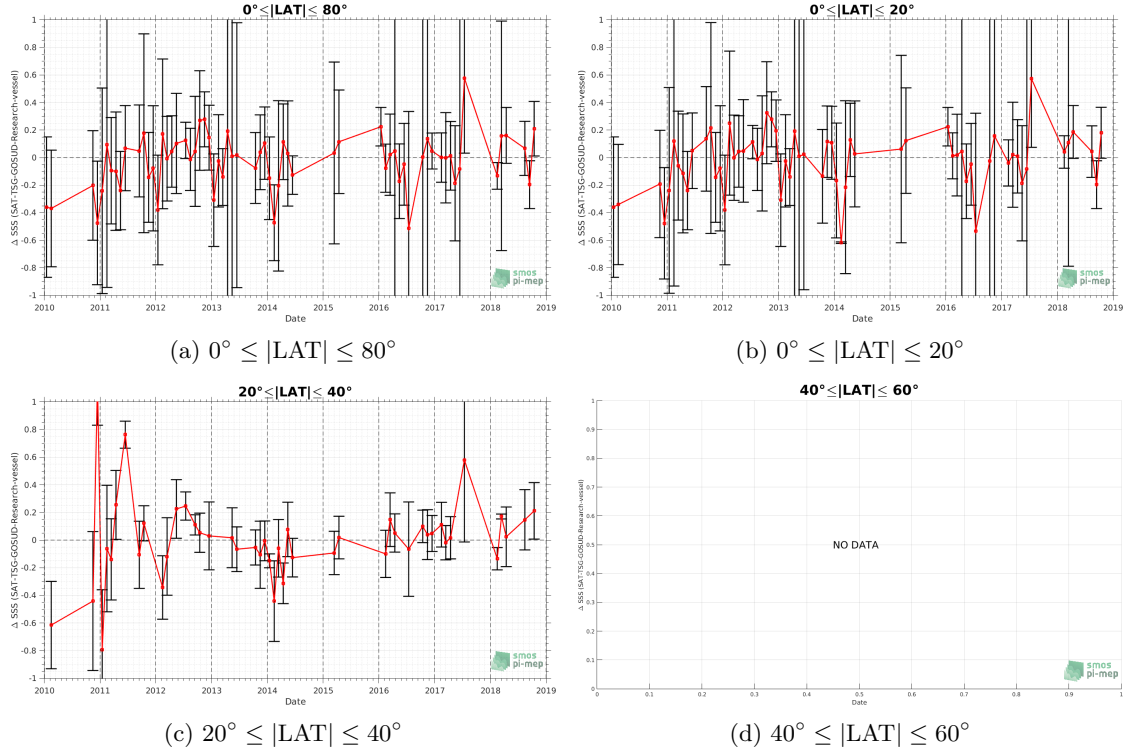 0°≤|LAT|≤ 80°
Δ SSS (SAT-TSG-GOSUD-Research-vessel)
1
0.8
0.6
0.4
0.2
0
-0.2
-0.4
-0.6
-0.8
-1
2010 2011 2012 2013 2014 2015 2016 2017 2018 2019
Date
smos
pi-mep
(a) 0° ≤ |LAT| ≤ 80°
0°≤|LAT|≤ 20°
Δ SSS (SAT-TSG-GOSUD-Research-vessel)
1
0.8
0.6
0.4
0.2
0
-0.2
-0.4
-0.6
-0.8
-1
2010 2011 2012 2013 2014 2015 2016 2017 2018 2019
Date
smos
pi-mep
(b) 0° ≤ |LAT| ≤ 20°
20°≤|LAT|≤ 40°
Δ SSS (SAT-TSG-GOSUD-Research-vessel)
1
0.8
0.6
0.4
0.2
0
-0.2
-0.4
-0.6
-0.8
-1
2010 2011 2012 2013 2014 2015 2016 2017 2018 2019
Date
smos
pi-mep
(c) 20° ≤ |LAT| ≤ 40°
40°≤|LAT|≤ 60°
Δ SSS (SAT-TSG-GOSUD-Research-vessel)
1
0.9
0.8
0.7
0.6
0.5
0.4
0.3
0.2
0.1
0
NO DATA
0 0.1 0.2 0.3 0.4 0.5 0.6 0.7 0.8 0.9 1
Date
smos
pi-mep
(d) 40° ≤ |LAT| ≤ 60°